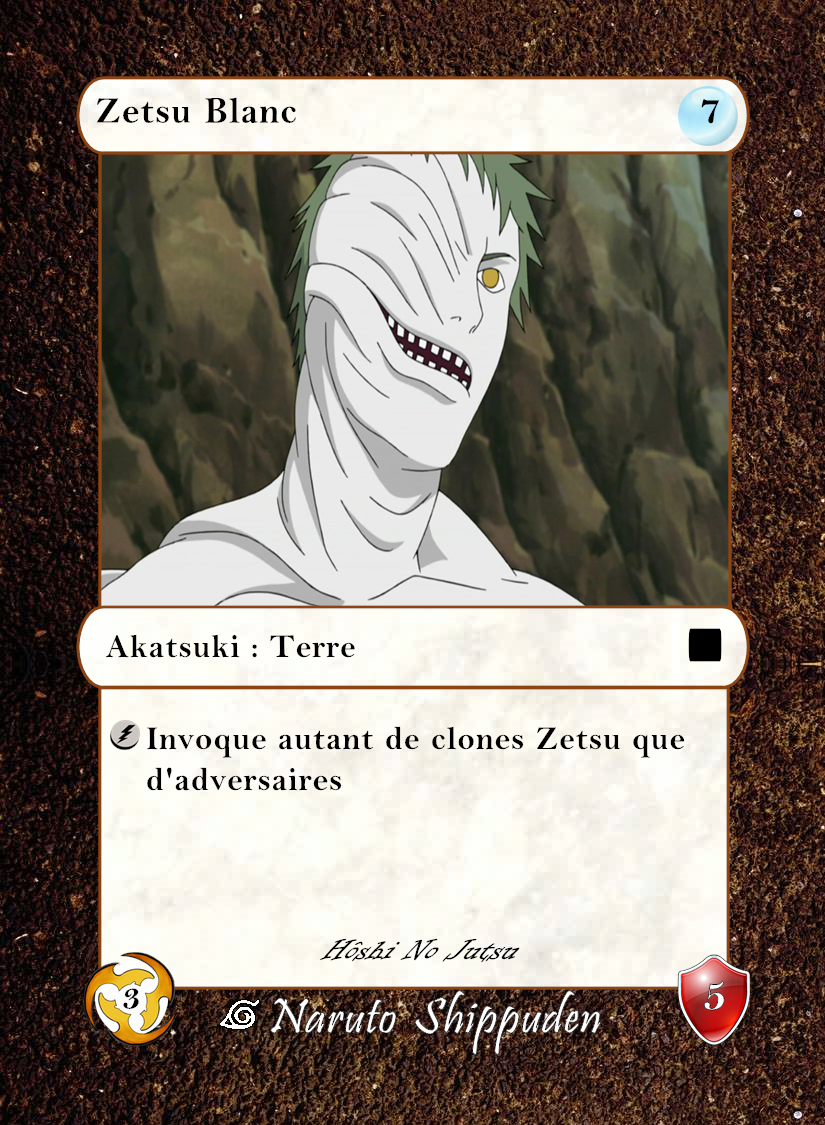 Zetsu Blanc
7
Akatsuki : Terre
Invoque autant de clones Zetsu que
d'adversaires
Hôshi No Jutsu
3
5
Naruto Shippuden